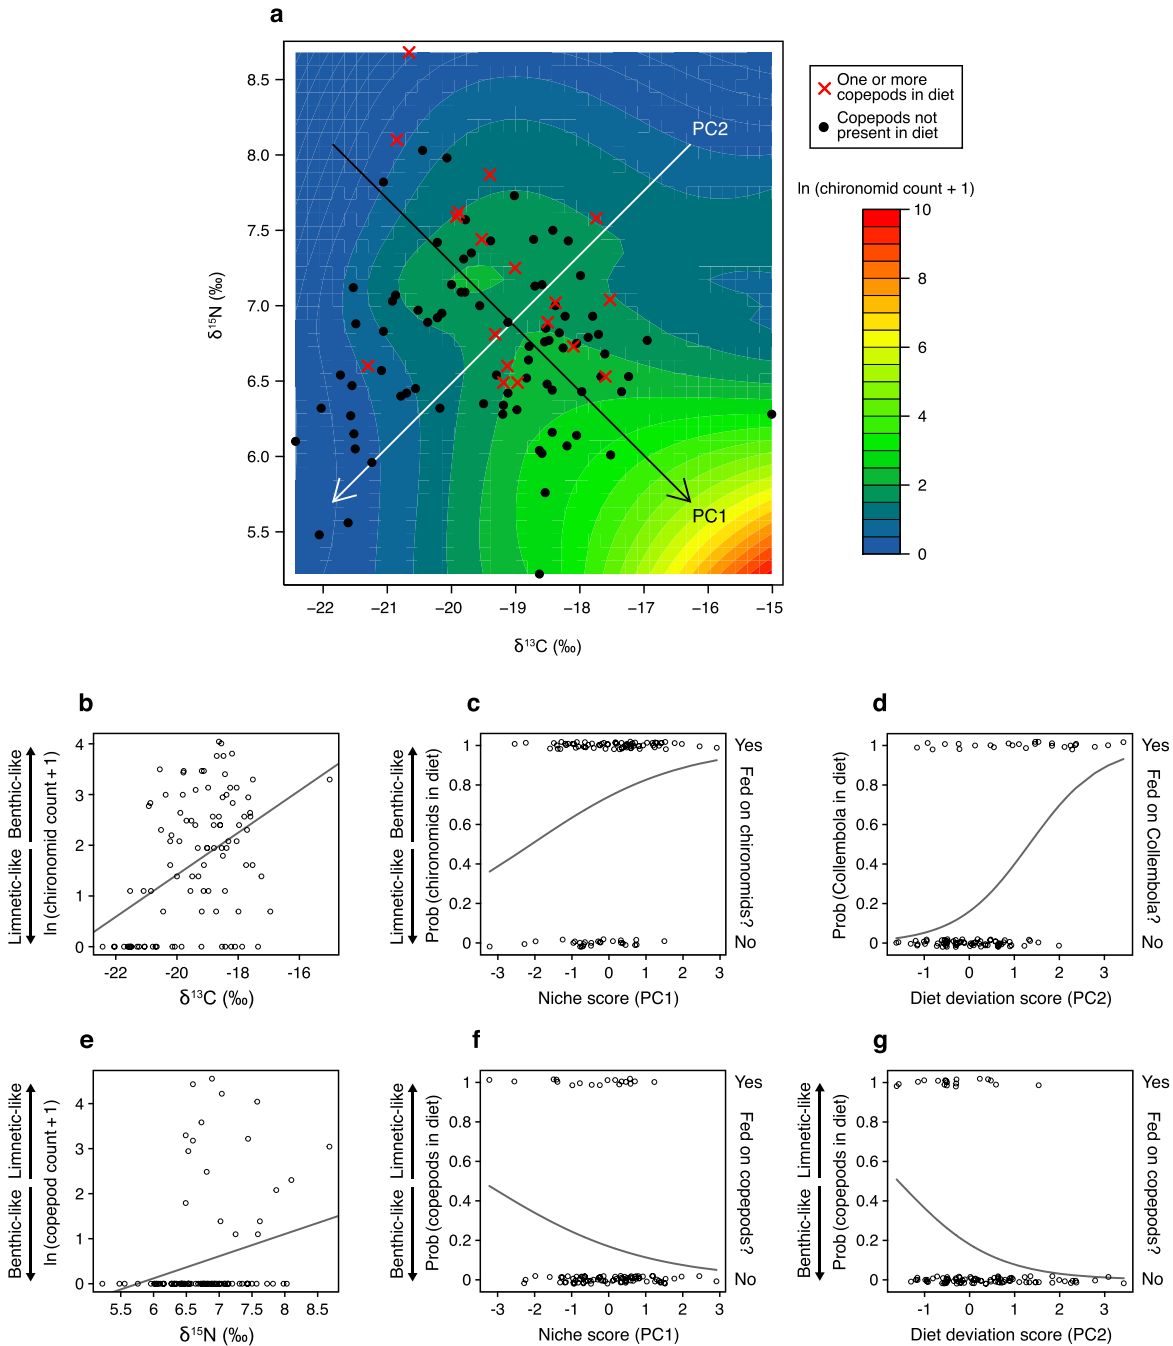 a
8.5
8.0
7.5
7.0
6.5
6.0
5.5
δ15N (‰)
−22
−21
−20
−19
−18
−17
−16
−15
δ13C (‰)
PC2
PC1
One or more
copepods in diet
Copepods not
present in diet
ln (chironomid count + 1)
10
8
6
4
2
0
b
Limnetic-like
Benthic-like
ln (chironomid count + 1)
4
3
2
1
0
-22
-20
-18
-16
δ13C (‰)
c
Limnetic-like
Benthic-like
Prob (chironomids in diet)
1
0.8
0.6
0.4
0.2
0
-3
-2
-1
0
1
2
3
Niche score (PC1)
Yes
Fed on chironomids?
No
d
Prob (Collembola in diet)
1
0.8
0.6
0.4
0.2
0
-1
0
1
2
3
Diet deviation score (PC2)
Yes
Fed on Collembola?
No
e
Benthic-like
Limnetic-like
ln (copepod count + 1)
4
3
2
1
0
5.5
6
6.5
7
7.5
8
8.5
δ15N (‰)
f
Benthic-like
Limnetic-like
Prob (copepods in diet)
1
0.8
0.6
0.4
0.2
0
-3
-2
-1
0
1
2
3
Niche score (PC1)
Yes
Fed on copepods?
No
g
Benthic-like
Limnetic-like
Prob (copepods in diet)
1
0.8
0.6
0.4
0.2
0
-1
0
1
2
3
Diet deviation score (PC2)
Yes
Fed on copepods?
No